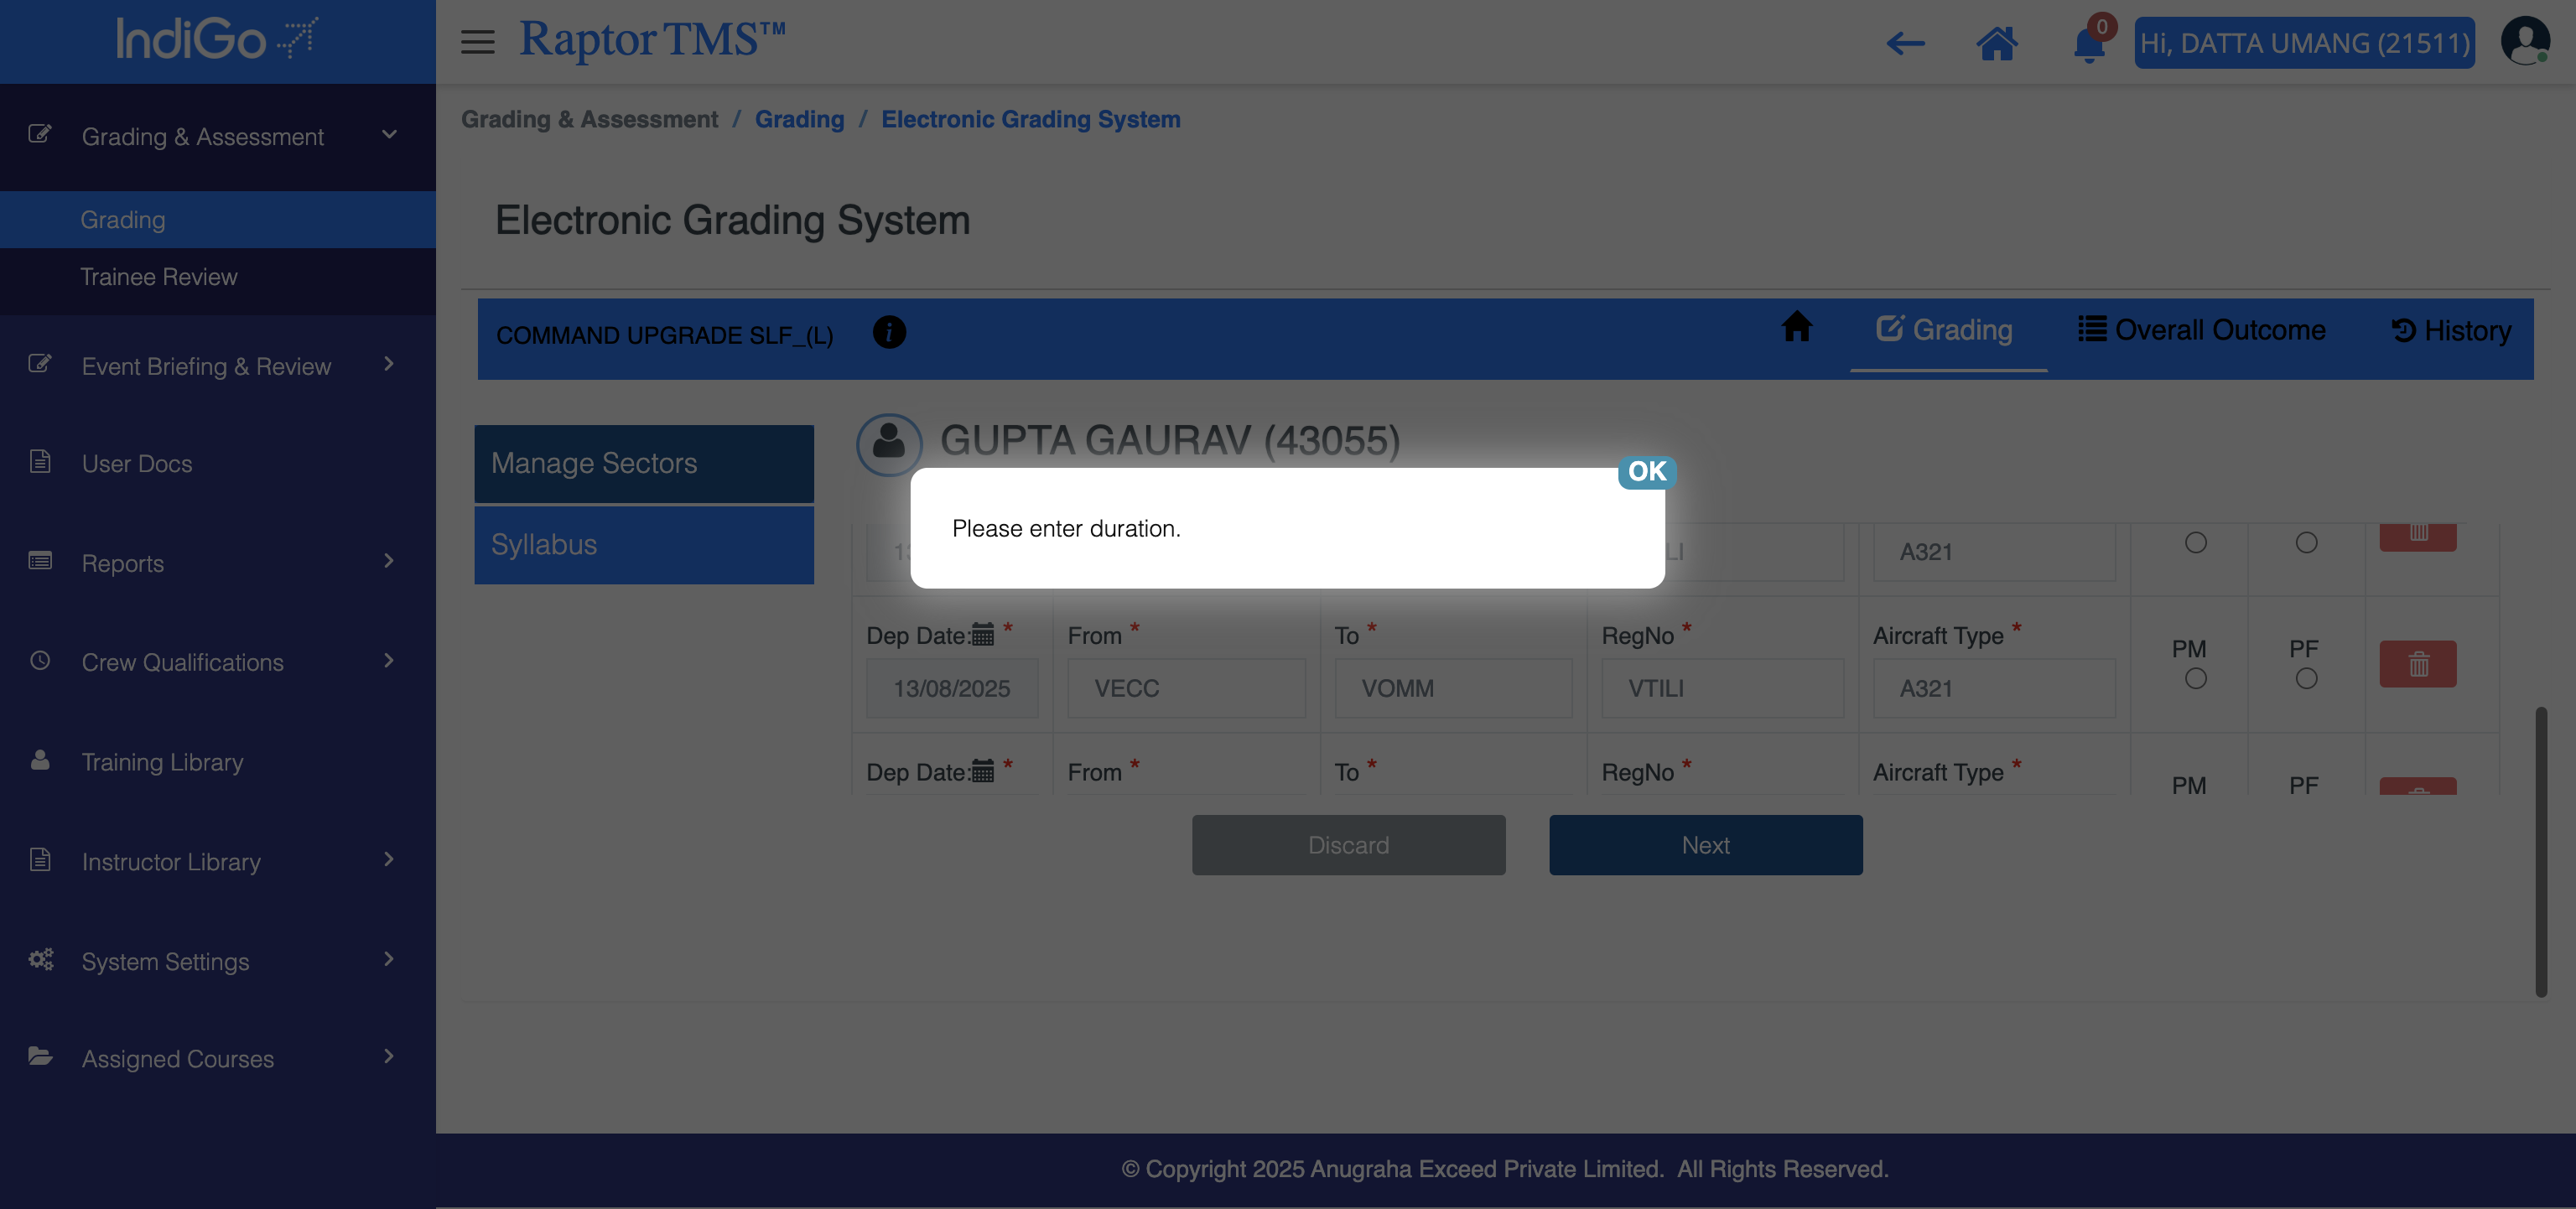 IndiGo
Raptor TMS™
0
Hi, DATTA UMANG (21511)
Grading & Assessment
Grading
Trainee Review
Event Briefing & Review
User Docs
Reports
Crew Qualifications
Training Library
Instructor Library
System Settings
Assigned Courses
Grading & Assessment / Grading / Electronic Grading System
Electronic Grading System
COMMAND UPGRADE SLF_(L)
Grading
Overall Outcome
History
Manage Sectors
Syllabus
GUPTA GAURAV (43055)
OK
Please enter duration.
A321
Dep Date: * From * To * RegNo * Aircraft Type * PM PF
13/08/2025 VECC VOMM VTILI A321
Dep Date: * From * To * RegNo * Aircraft Type * PM PF
Discard Next
© Copyright 2025 Anugraha Exceed Private Limited. All Rights Reserved.